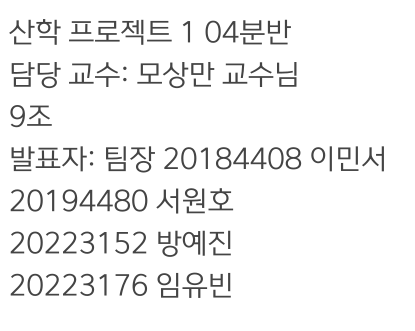 산학 프로젝트 1 04분반
담당 교수: 모상만 교수님
9조
발표자: 팀장 20184408 이민서
20194480 서원호
20223152 방예진
20223176 임유빈